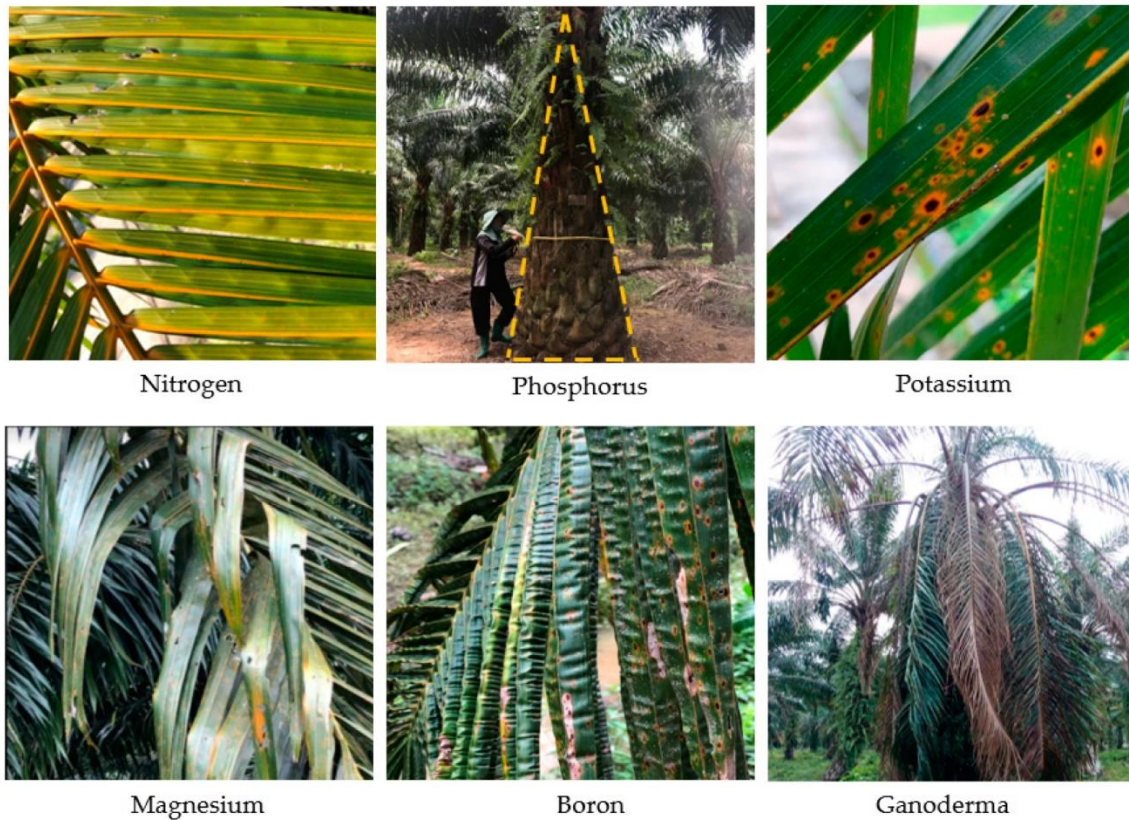 Nitrogen
Phosphorus
Potassium
Magnesium
Boron
Ganoderma